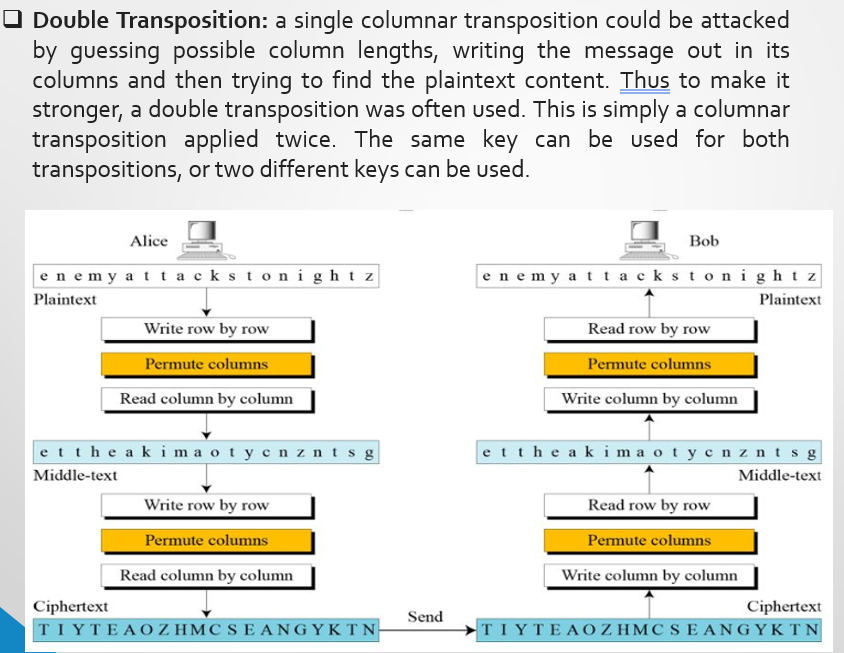 ❑ Double Transposition: a single columnar transposition could be attacked
by guessing possible column lengths, writing the message out in its
columns and then trying to find the plaintext content. Thus to make it
stronger, a double transposition was often used. This is simply a columnar
transposition applied twice. The same key can be used for both
transpositions, or two different keys can be used.
Alice
Bob
e n e m y a t t a c k s t o n i g h t z
e n e m y a t t a c k s t o n i g h t z
Plaintext
Plaintext
Write row by row
Read row by row
Permute columns
Permute columns
Read column by column
Write column by column
e t t h e a k i m a o t y c n z n t s g
e t t h e a k i m a o t y c n z n t s g
Middle-text
Middle-text
Write row by row
Read row by row
Permute columns
Permute columns
Read column by column
Write column by column
Ciphertext
Ciphertext
Send
T I Y T E A O Z H M C S E A N G Y K T N
T I Y T E A O Z H M C S E A N G Y K T N